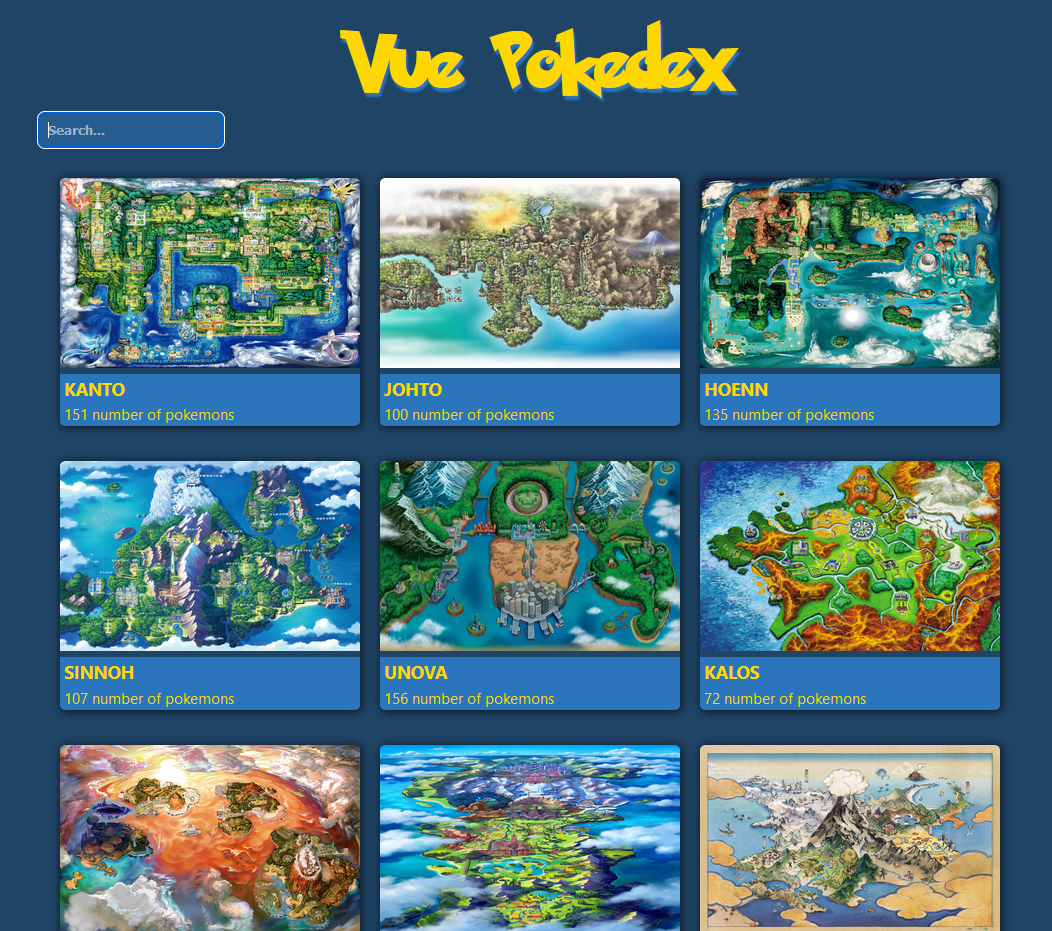 Vue Pokedex
Search...
KANTO
151 number of pokemons
JOHTO
100 number of pokemons
HOENN
135 number of pokemons
SINNOH
107 number of pokemons
UNOVA
156 number of pokemons
KALOS
72 number of pokemons